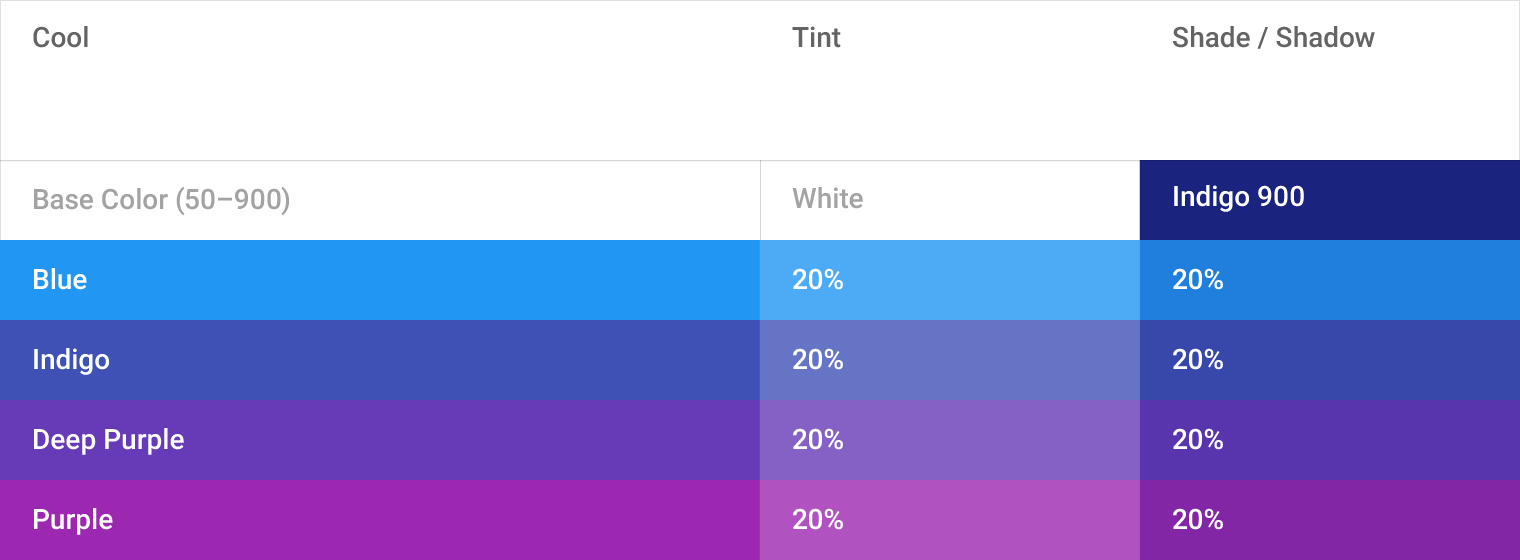 Cool Tint Shade / Shadow
Base Color (50–900) White Indigo 900
Blue 20% 20%
Indigo 20% 20%
Deep Purple 20% 20%
Purple 20% 20%